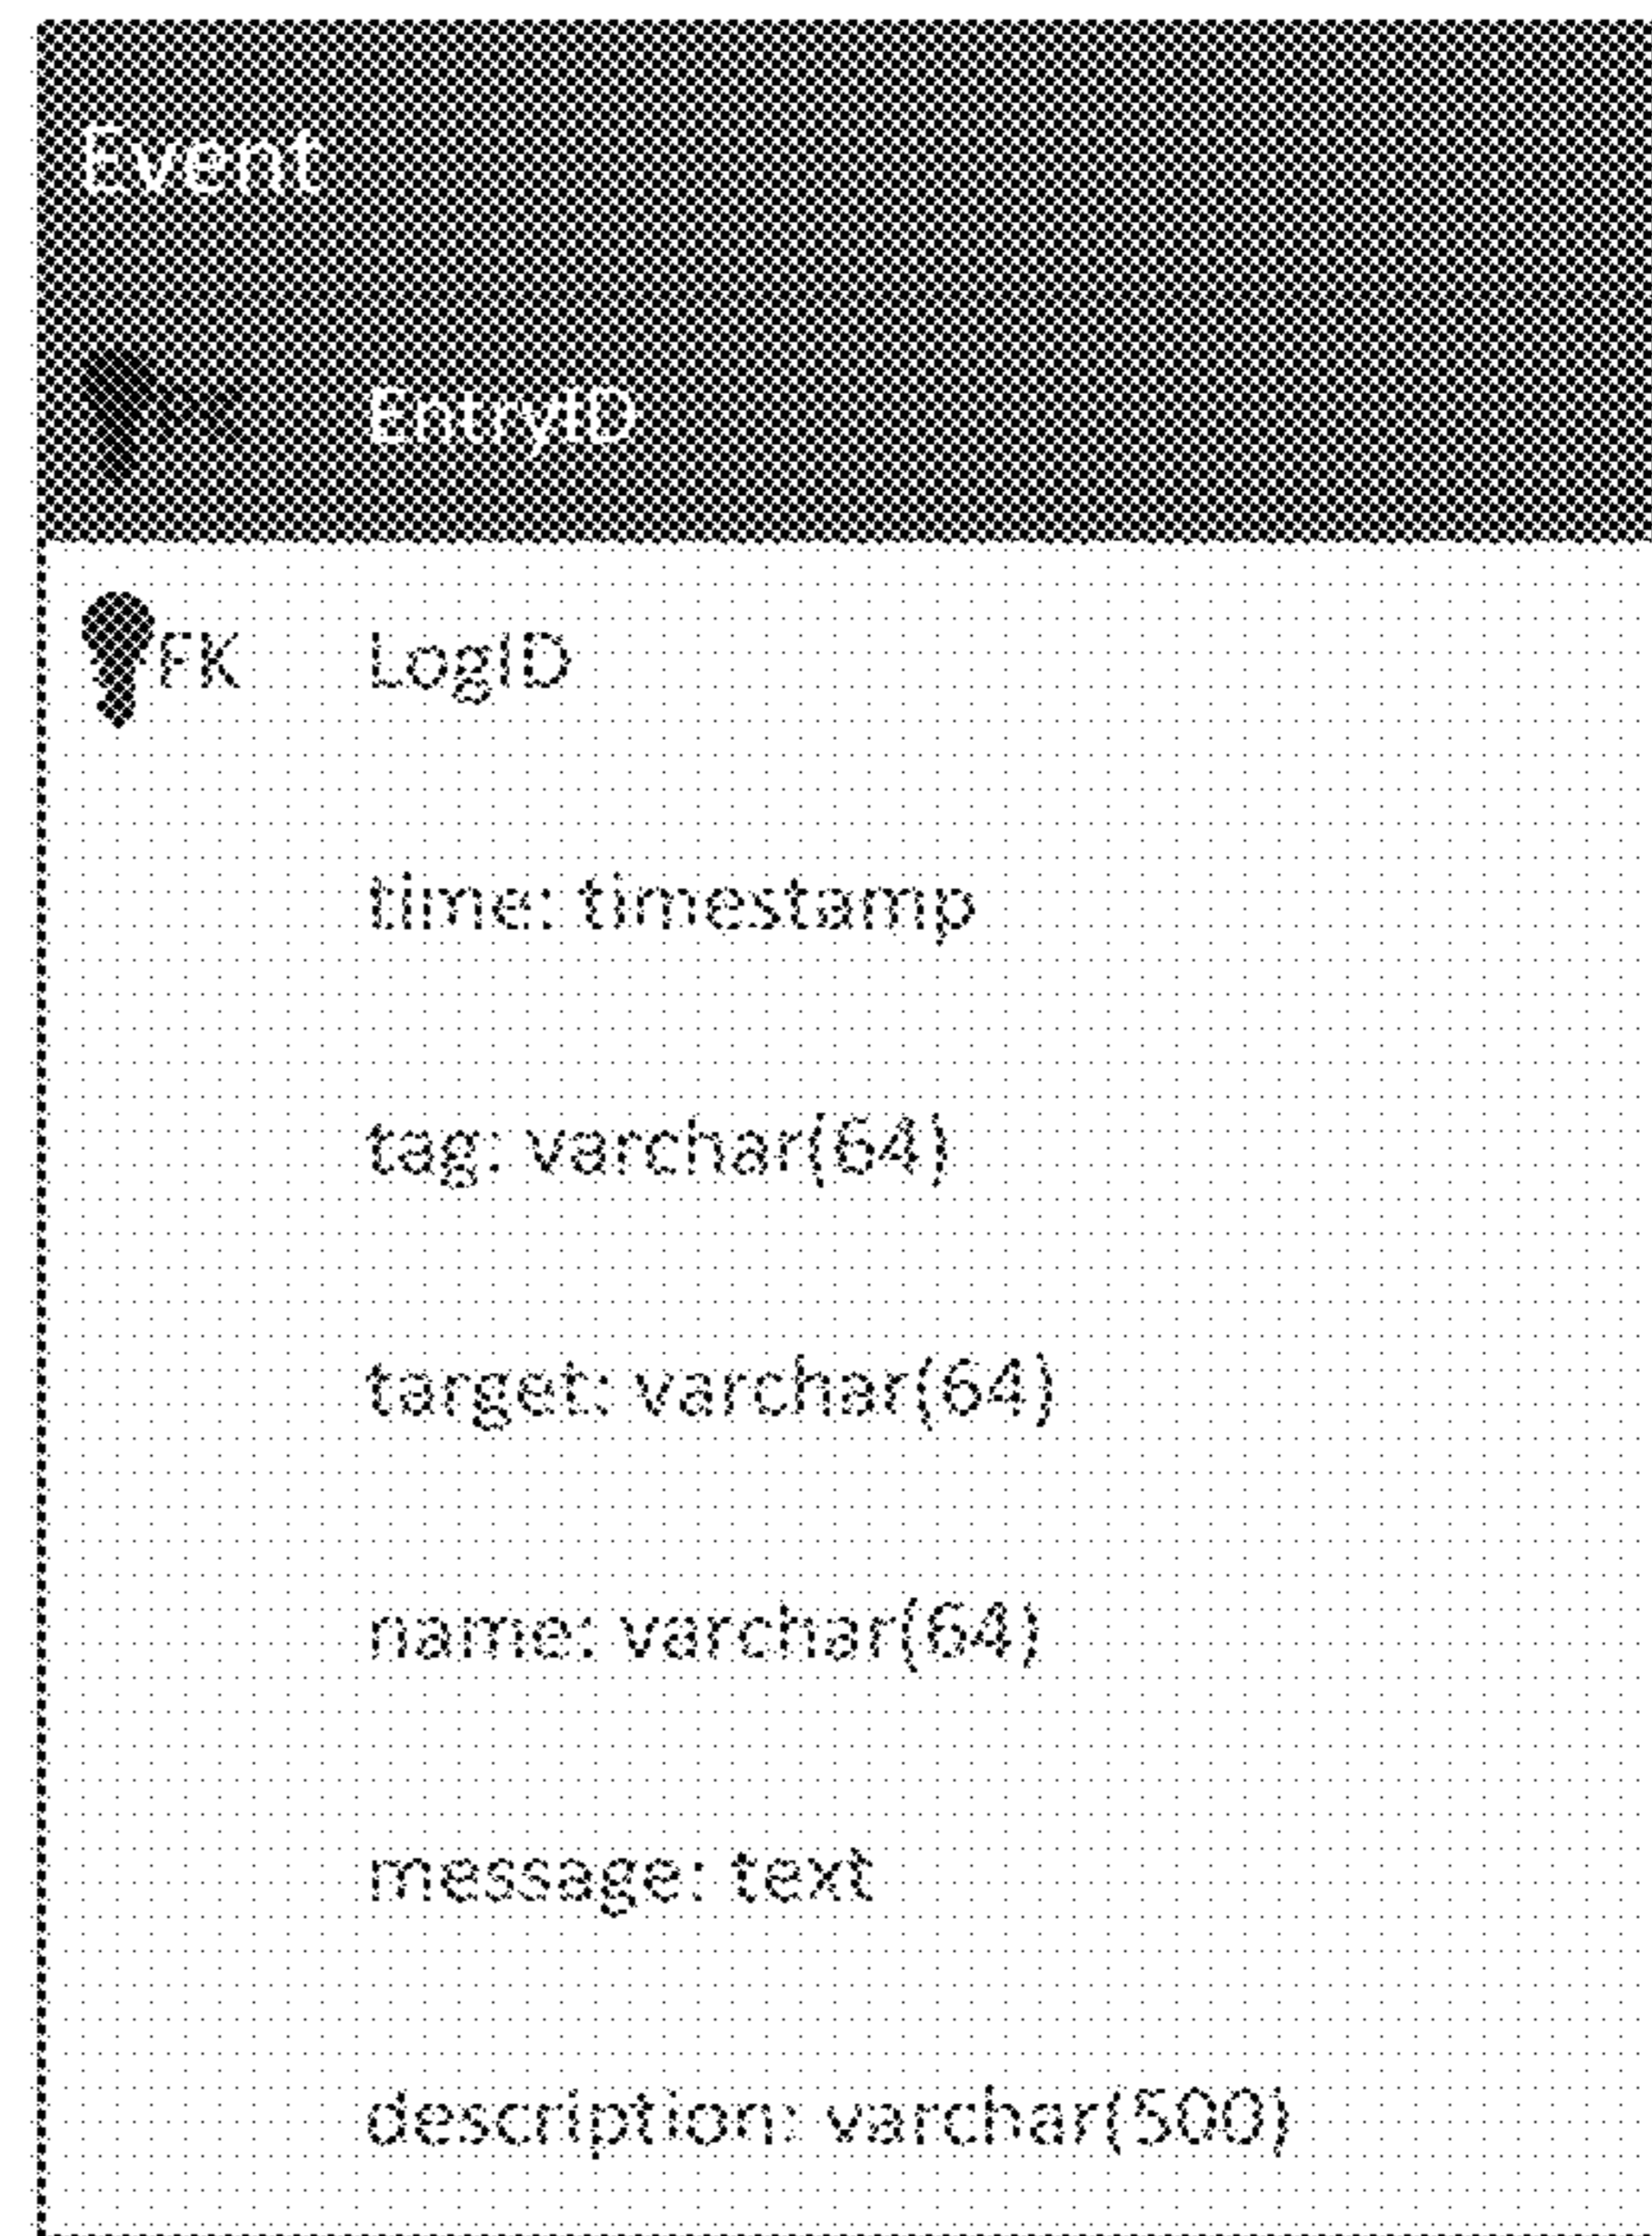 Event
EntryID
FK LogID
time: timestamp
tag: varchar(64)
target: varchar(64)
name: varchar(64)
message: text
description: varchar(500)